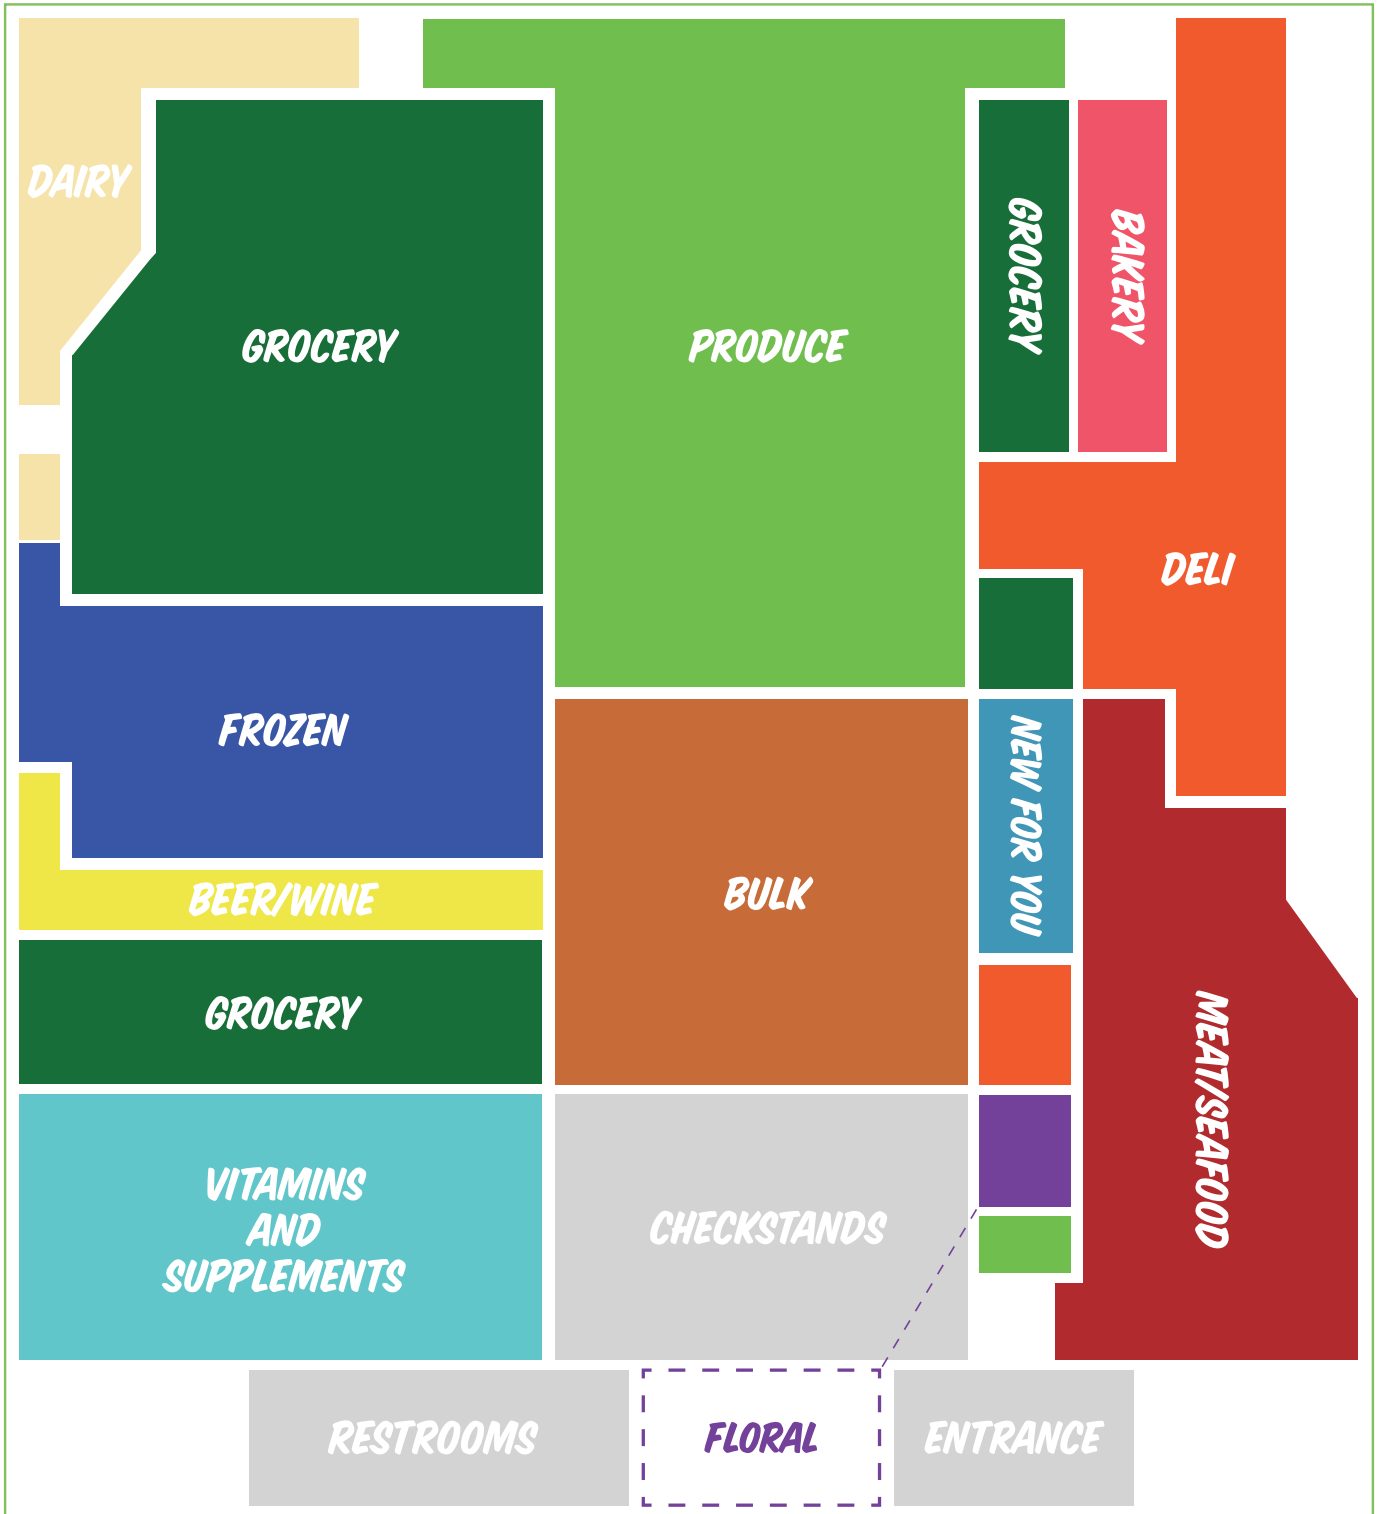 DAIRY
GROCERY
PRODUCE
GROCERY
BAKERY
DELI
FROZEN
NEW FOR YOU
BEER/WINE
BULK
GROCERY
MEAT/SEAFOOD
VITAMINS
AND
SUPPLEMENTS
CHECKSTANDS
RESTROOMS
FLORAL
ENTRANCE